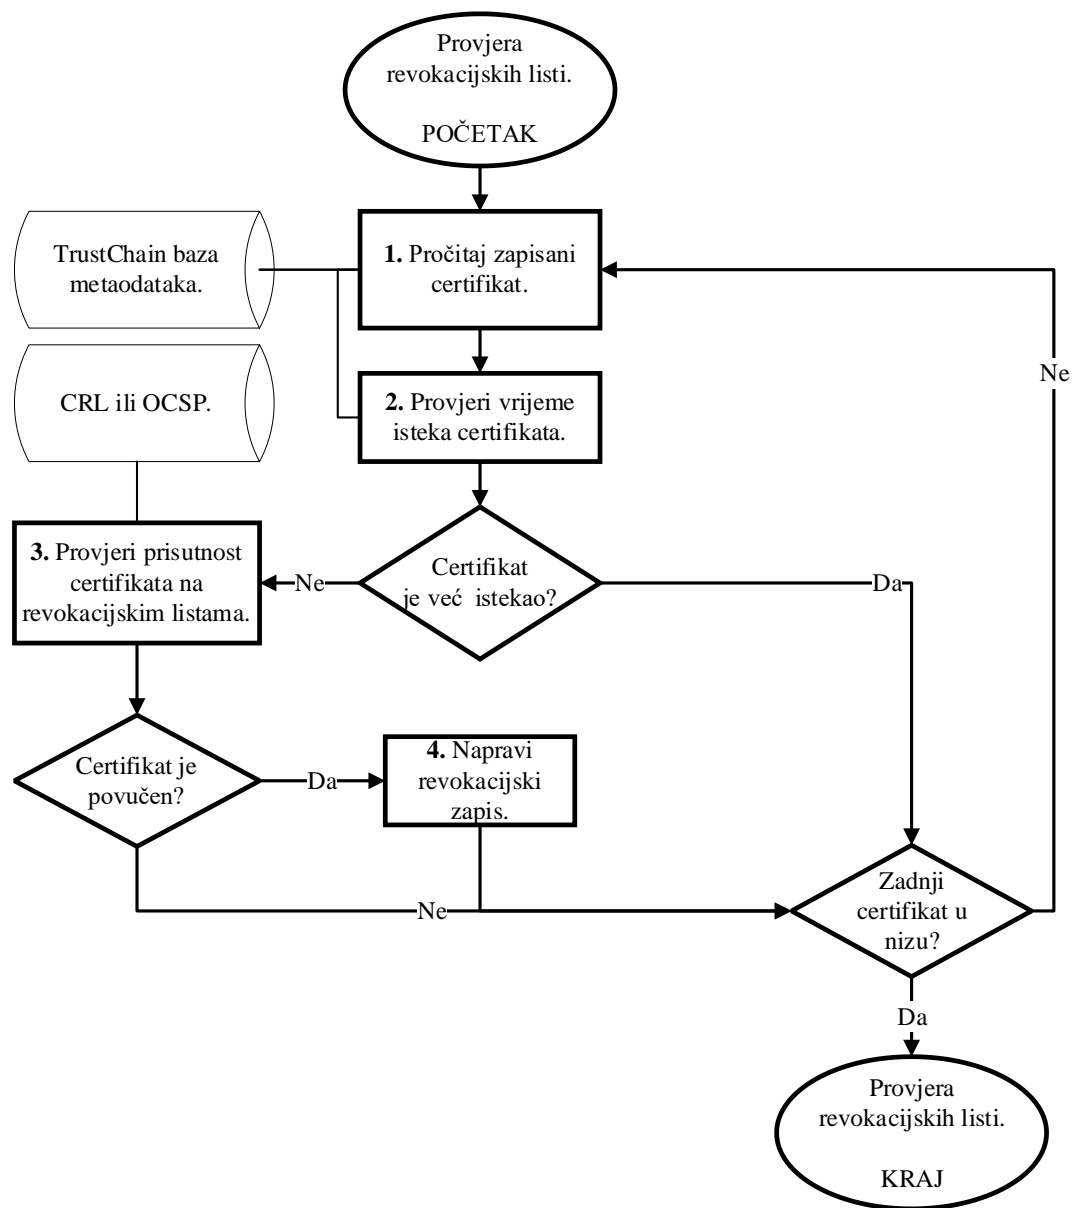 Provjera
revokacijskih listi.
POČETAK
TrustChain baza
metaodataka.
1. Pročitaj zapisani
certifikat.
Ne
CRL ili OCSP.
2. Provjeri vrijeme
isteka certifikata.
3. Provjeri prisutnost
certifikata na
revokacijskim listama.
Ne
Certifikat
je već  istekao?
Da
Certifikat je
povučen?
Da
4. Napravi
revokacijski
zapis.
Ne
Zadnji
certifikat u
nizu?
Da
Provjera
revokacijskih listi.
KRAJ